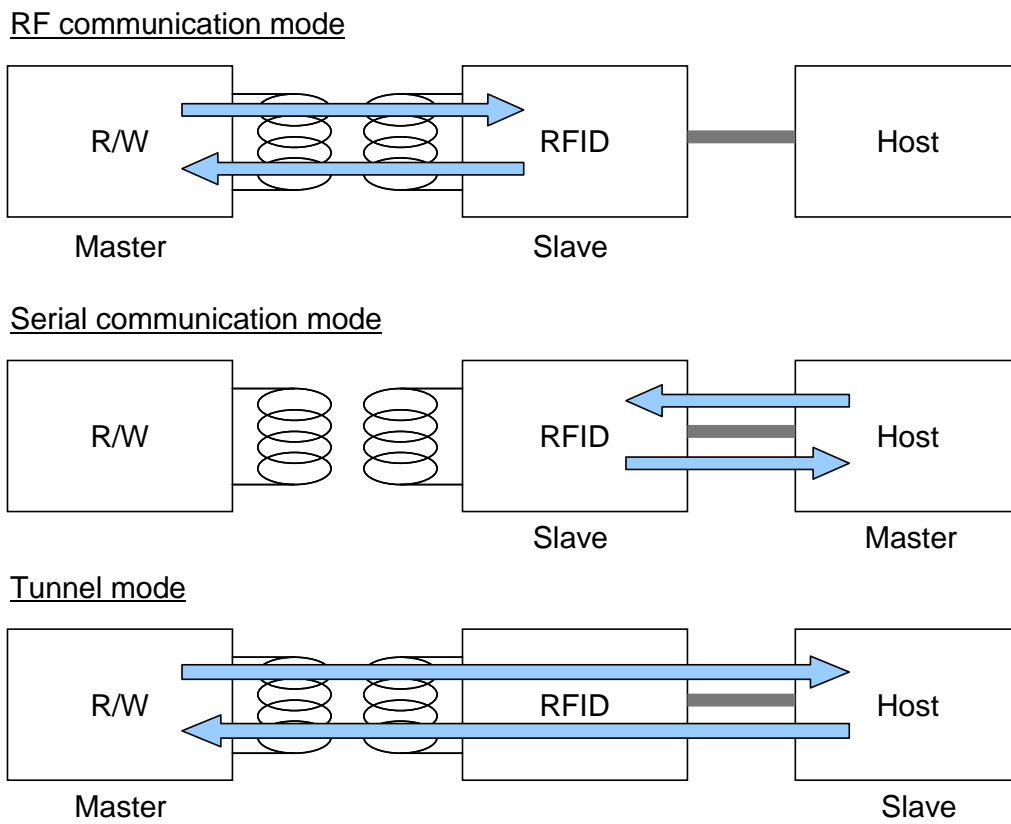 RF communication mode
R/W RFID Host
Master Slave
Serial communication mode
R/W RFID Host
Slave Master
Tunnel mode
R/W RFID Host
Master Slave